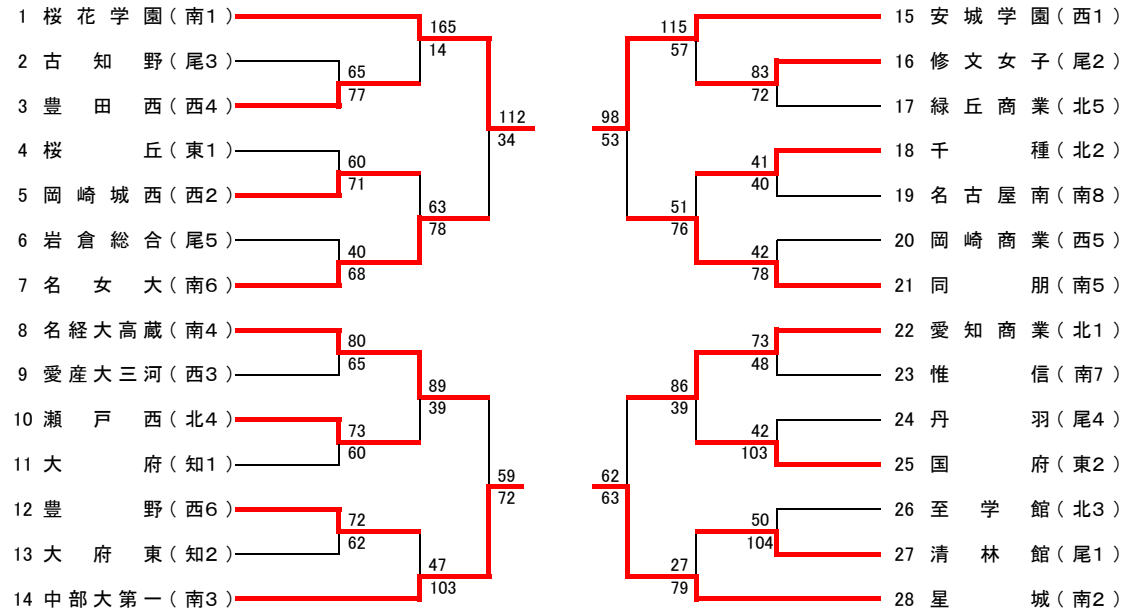 1 桜花学園(南1)
165
14
2 古知野(尾3)
65
77
3 豊田西(西4)
112
34
4 桜丘(東1)
60
71
5 岡崎城西(西2)
63
78
6 岩倉総合(尾5)
40
68
7 名女大(南6)
8 名経大高蔵(南4)
80
65
9 愛産大三河(西3)
89
39
10 瀬戸西(北4)
73
60
11 大府(知1)
59
72
12 豊野(西6)
72
62
13 大府東(知2)
47
103
14 中部大第一(南3)
115
57
15 安城学園(西1)
83
72
16 修文女子(尾2)
17 緑丘商業(北5)
98
53
41
40
18 千種(北2)
19 名古屋南(南8)
51
76
42
78
20 岡崎商業(西5)
21 同朋(南5)
73
48
22 愛知商業(北1)
23 惟信(南7)
86
39
42
103
24 丹羽(尾4)
25 国府(東2)
62
63
50
104
26 至学館(北3)
27 清林館(尾1)
27
79
28 星城(南2)